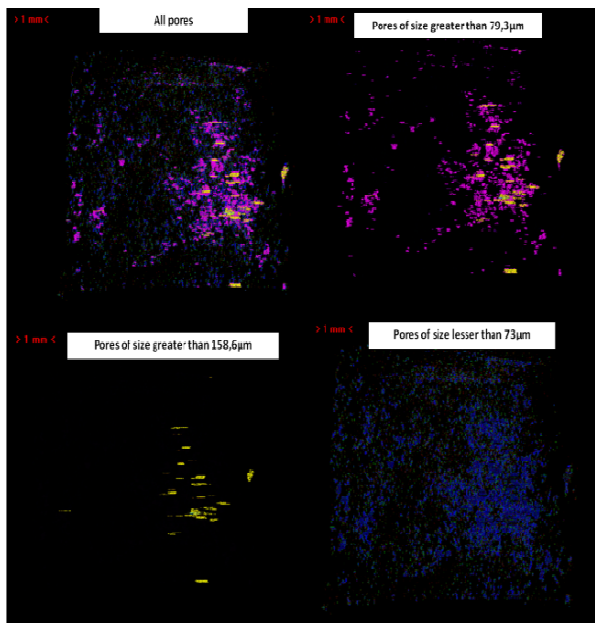 > 1 mm <
All pores
> 1 mm <
Pores of size greater than 79,3µm
> 1 mm <
Pores of size greater than 158,6µm
> 1 mm <
Pores of size lesser than 73µm